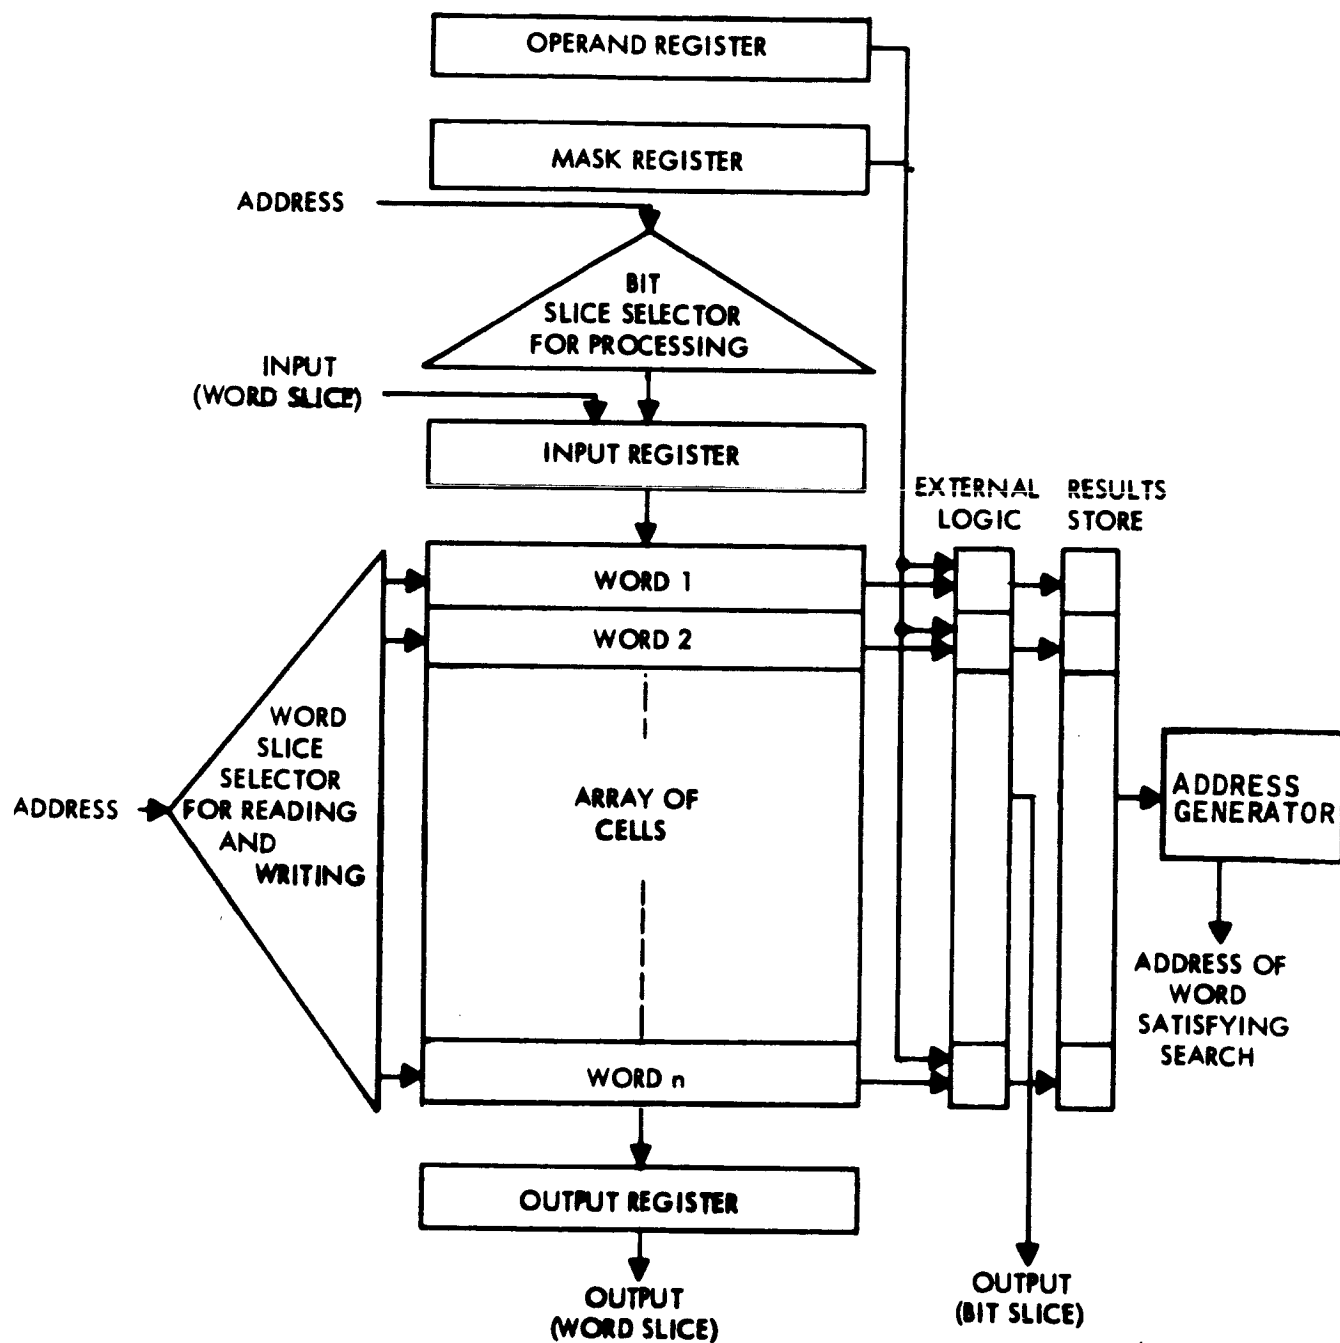 OPERAND REGISTER
MASK REGISTER
ADDRESS
BIT
SLICE SELECTOR
FOR PROCESSING
INPUT
(WORD SLICE)
INPUT REGISTER
EXTERNAL
LOGIC
RESULTS
STORE
WORD 1
WORD 2
WORD
SLICE
SELECTOR
FOR READING
AND
WRITING
ADDRESS
ARRAY OF
CELLS
ADDRESS
GENERATOR
ADDRESS OF
WORD
SATISFYING
SEARCH
WORD n
OUTPUT REGISTER
OUTPUT
(WORD SLICE)
OUTPUT
(BIT SLICE)